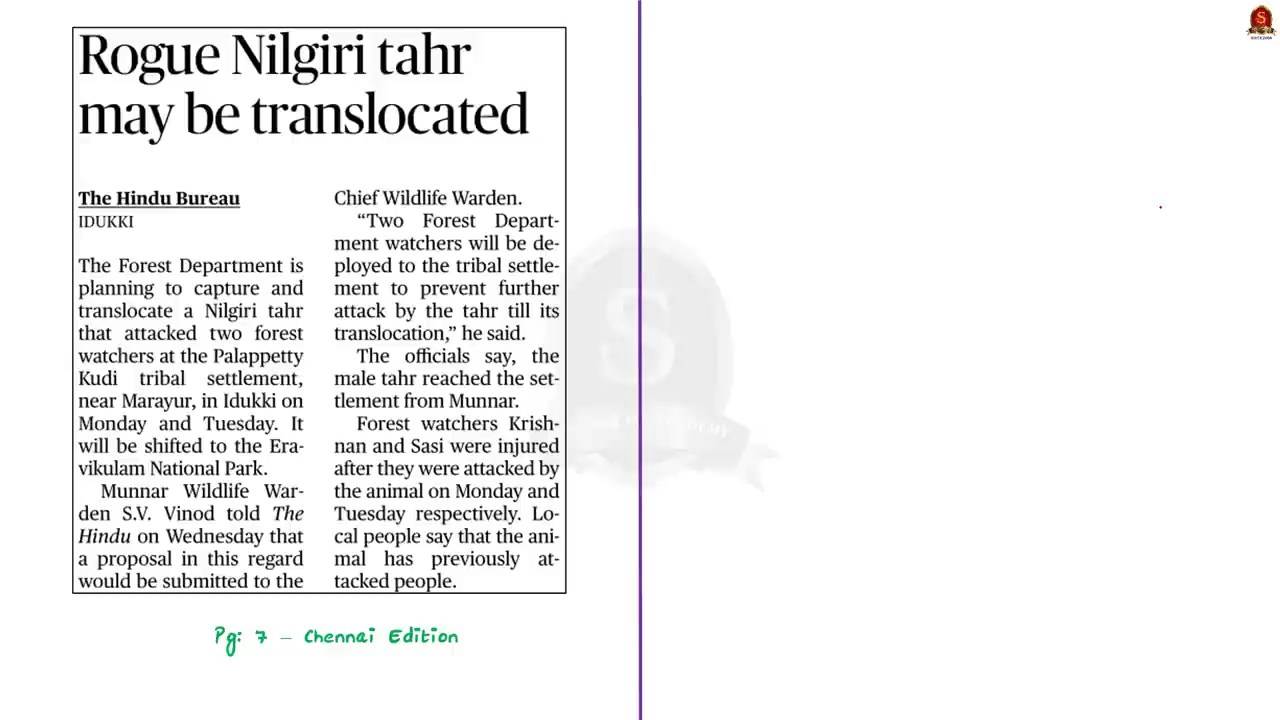 Rogue Nilgiri tahr
may be translocated
The Hindu Bureau
IDUKKI
The Forest Department is
planning to capture and
translocate a Nilgiri tahr
that attacked two forest
watchers at the Palappetty
Kudi tribal settlement,
near Marayur, in Idukki on
Monday and Tuesday. It
will be shifted to the Era-
vikulam National Park.
Munnar Wildlife War-
den S.V. Vinod told The
Hindu on Wednesday that
a proposal in this regard
would be submitted to the
Chief Wildlife Warden.
“Two Forest Depart-
ment watchers will be de-
ployed to the tribal settle-
ment to prevent further
attack by the tahr till its
translocation,” he said.
The officials say, the
male tahr reached the set-
tlement from Munnar.
Forest watchers Krish-
nan and Sasi were injured
after they were attacked by
the animal on Monday and
Tuesday respectively. Lo-
cal people say that the ani-
mal has previously at-
tacked people.
Pg: 7 – Chennai Edition
S
S